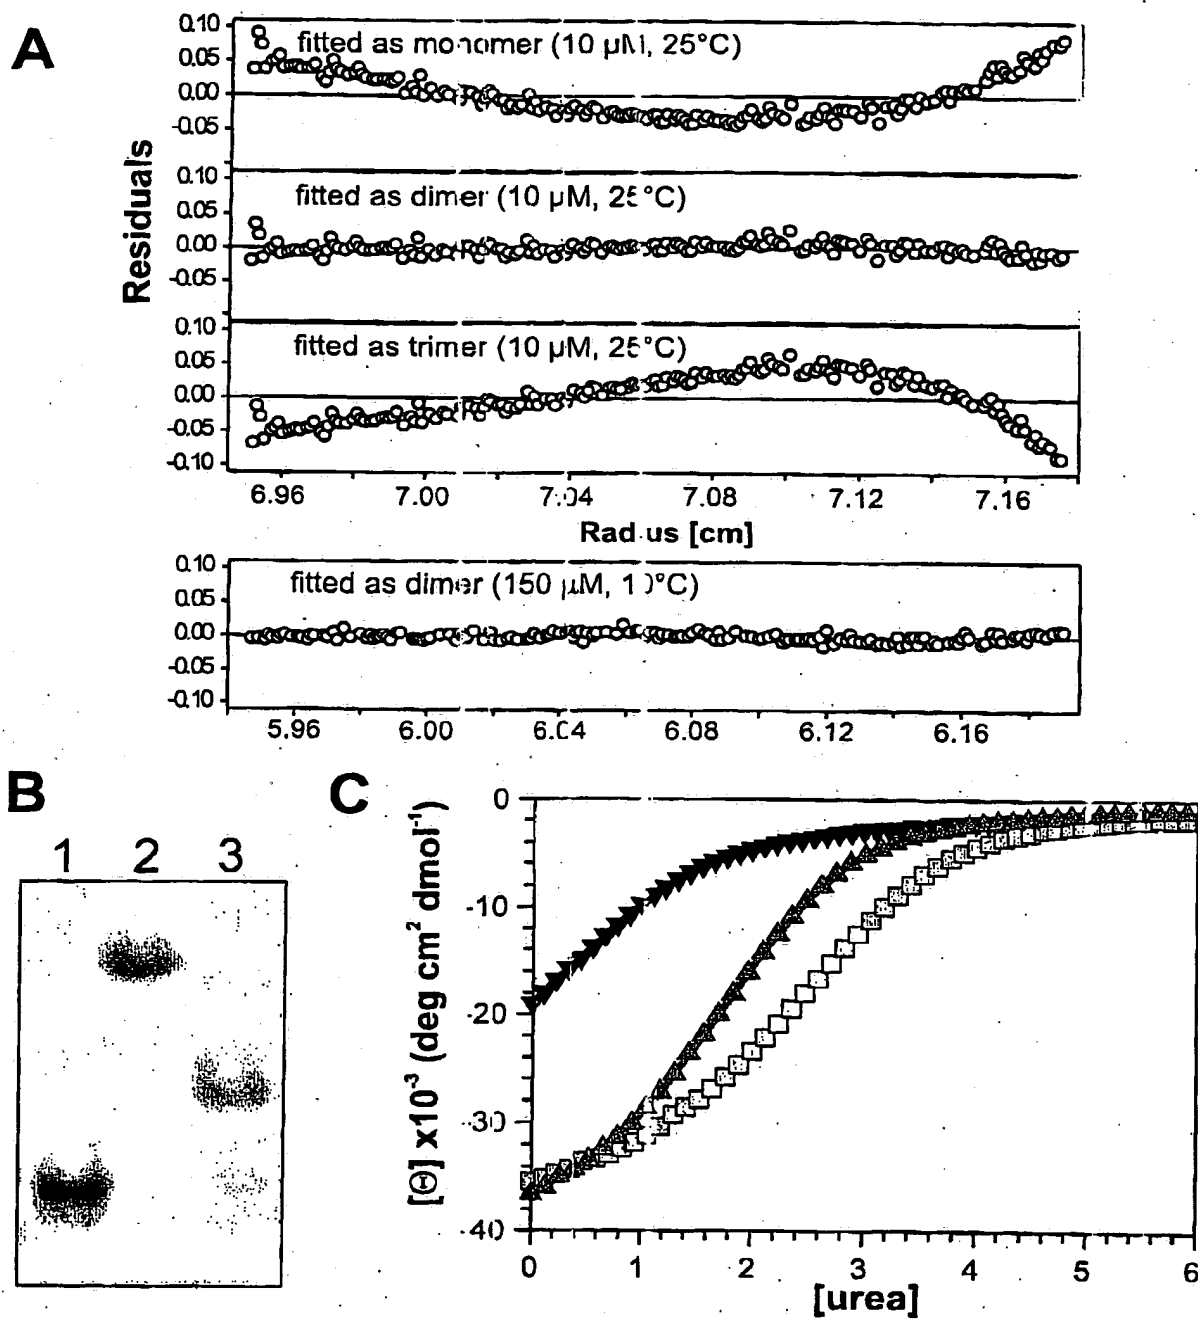 A
fitted as monomer (10 µM, 25°C)
0.10
0.05
0.00
-0.05
fitted as dimer (10 µM, 25°C)
0.10
0.05
0.00
-0.05
fitted as trimer (10 µM, 25°C)
0.10
0.05
0.00
-0.05
-0.10
Residuals
6.96 7.00 7.04 7.08 7.12 7.16
Radius [cm]
fitted as dimer (150 µM, 10°C)
0.10
0.05
0.00
-0.05
-0.10
5.96 6.00 6.04 6.08 6.12 6.16
B
1 2 3
C
[Θ] x10⁻³ (deg cm² dmol⁻¹)
0
-10
-20
-30
-40
0 1 2 3 4 5 6
[urea]